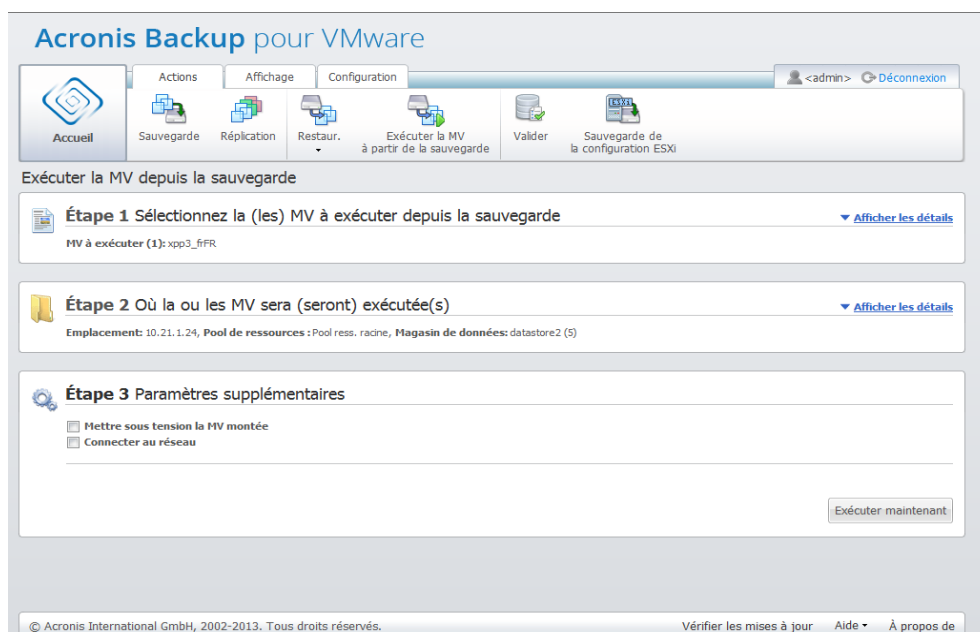 Acronis Backup pour VMware
Actions Affichage Configuration
<admin> Déconnexion
Accueil
Sauvegarde
Réplication
Restaur.
Exécuter la MV
à partir de la sauvegarde
Valider
Sauvegarde de
la configuration ESXi
Exécuter la MV depuis la sauvegarde
Étape 1 Sélectionnez la (les) MV à exécuter depuis la sauvegarde
Afficher les détails
MV à exécuter (1): xpp3_frFR
Étape 2 Où la ou les MV sera (seront) exécutée(s)
Afficher les détails
Emplacement: 10.21.1.24, Pool de ressources : Pool ress. racine, Magasin de données: datastore2 (5)
Étape 3 Paramètres supplémentaires
Mettre sous tension la MV montée
Connecter au réseau
Exécuter maintenant
© Acronis International GmbH, 2002-2013. Tous droits réservés.
Vérifier les mises à jour Aide À propos de